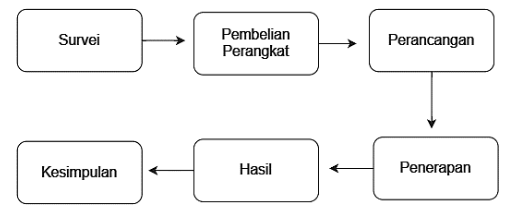 Survei
Pembelian
Perangkat
Perancangan
Penerapan
Hasil
Kesimpulan